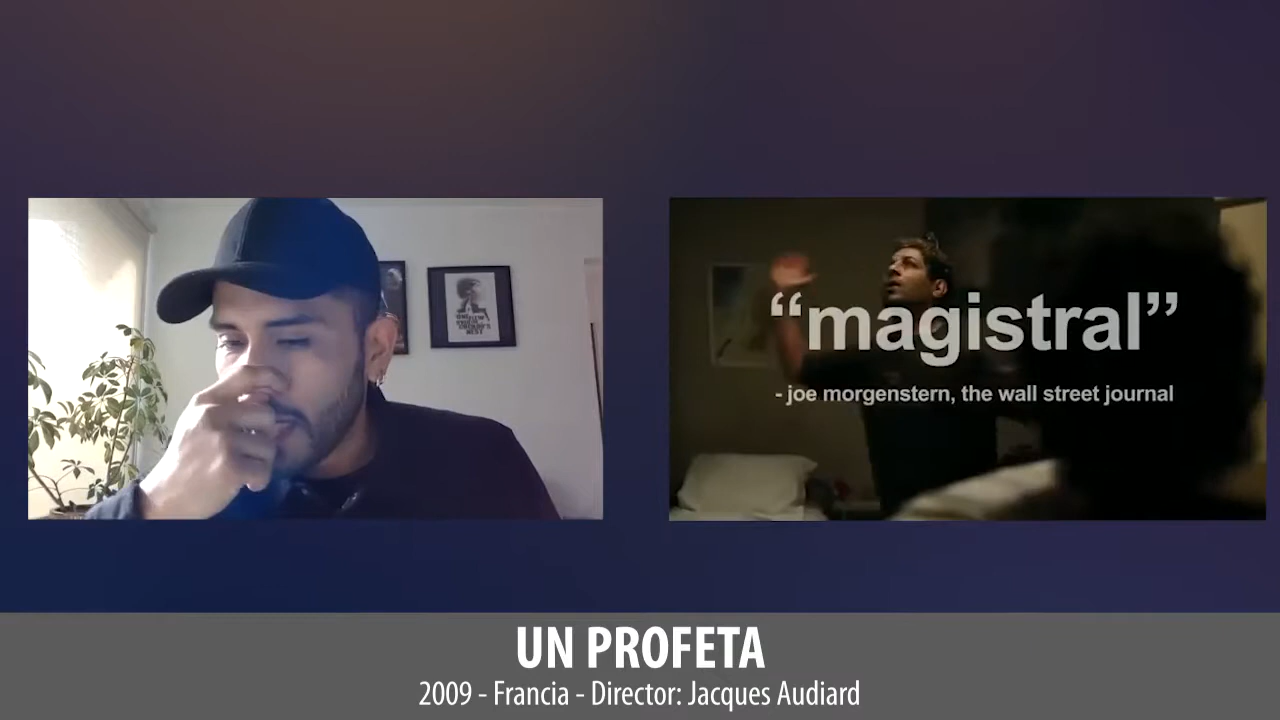 “magistral”
- joe morgenstern, the wall street journal
UN PROFETA
2009 - Francia - Director: Jacques Audiard